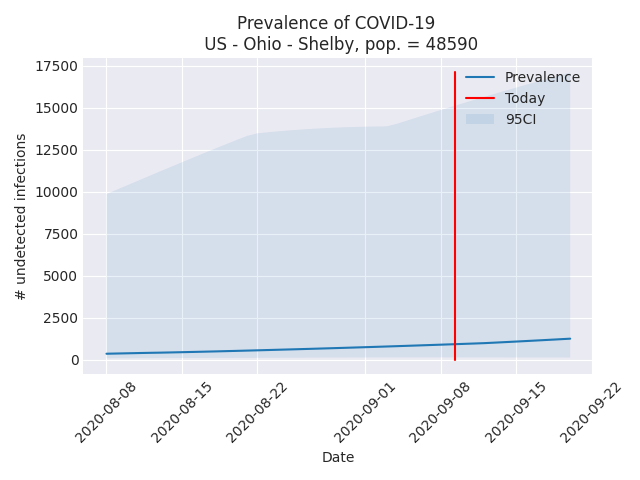 Prevalence of COVID-19
US - Ohio - Shelby, pop. = 48590
17500
15000
12500
10000
7500
5000
2500
0
# undetected infections
Prevalence
Today
95CI
2020-08-08
2020-08-15
2020-08-22
2020-09-01
2020-09-08
2020-09-15
2020-09-22
Date